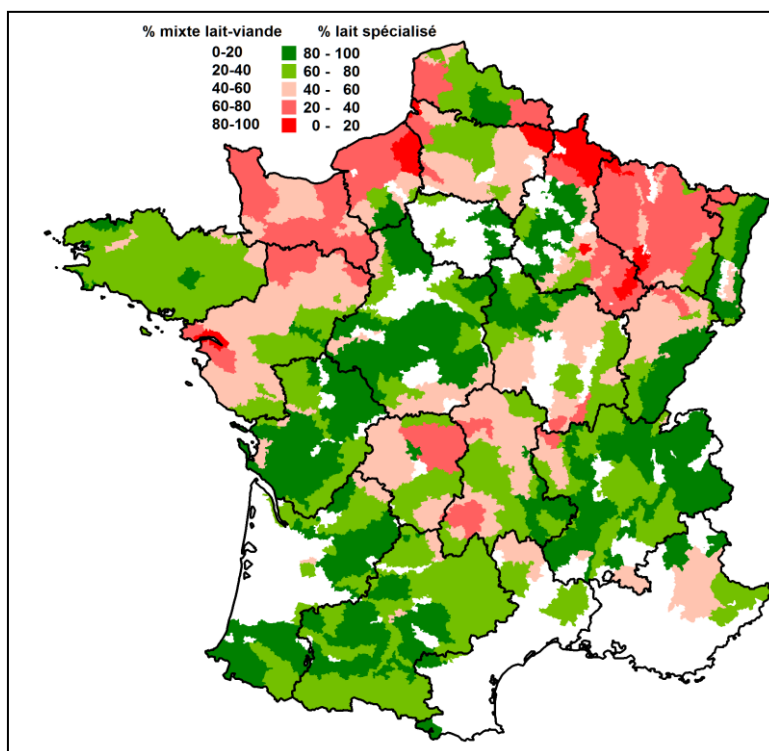 % mixte lait-viande % lait spécialisé
0-20 80 - 100
20-40 60 - 80
40-60 40 - 60
60-80 20 - 40
80-100 0 - 20